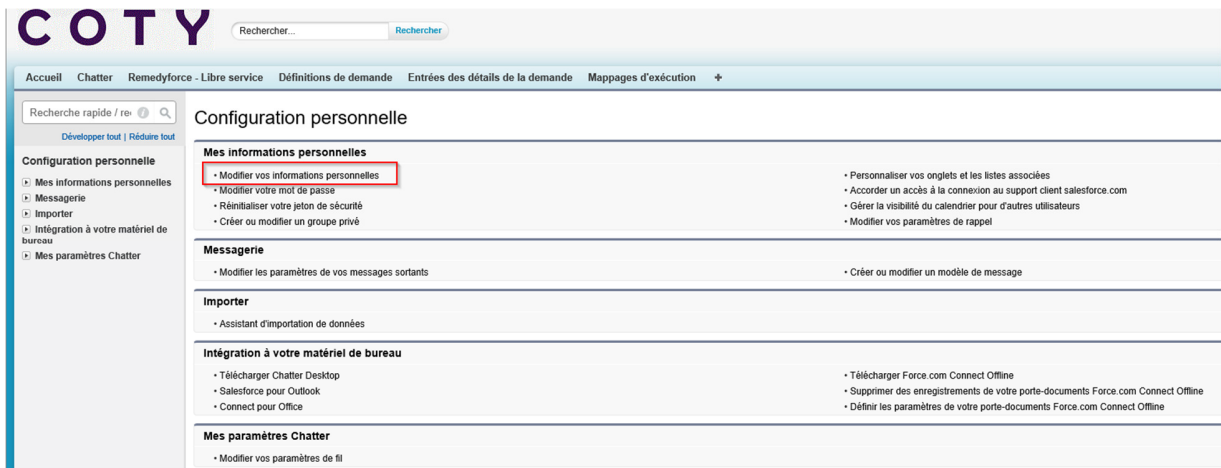 COTY
Rechercher... Rechercher
Accueil Chatter Remedyforce - Libre service Définitions de demande Entrées des détails de la demande Mappages d'exécution +
Recherche rapide / re
Développer tout | Réduire tout
Configuration personnelle
Mes informations personnelles
Messagerie
Importer
Intégration à votre matériel de
bureau
Mes paramètres Chatter
Configuration personnelle
Mes informations personnelles
• Modifier vos informations personnelles
• Modifier votre mot de passe
• Réinitialiser votre jeton de sécurité
• Créer ou modifier un groupe privé
• Personnaliser vos onglets et les listes associées
• Accorder un accès à la connexion au support client salesforce.com
• Gérer la visibilité du calendrier pour d'autres utilisateurs
• Modifier vos paramètres de rappel
Messagerie
• Modifier les paramètres de vos messages sortants
• Créer ou modifier un modèle de message
Importer
• Assistant d'importation de données
Intégration à votre matériel de bureau
• Télécharger Chatter Desktop
• Salesforce pour Outlook
• Connect pour Office
• Télécharger Force.com Connect Offline
• Supprimer des enregistrements de votre porte-documents Force.com Connect Offline
• Définir les paramètres de votre porte-documents Force.com Connect Offline
Mes paramètres Chatter
• Modifier vos paramètres de fil